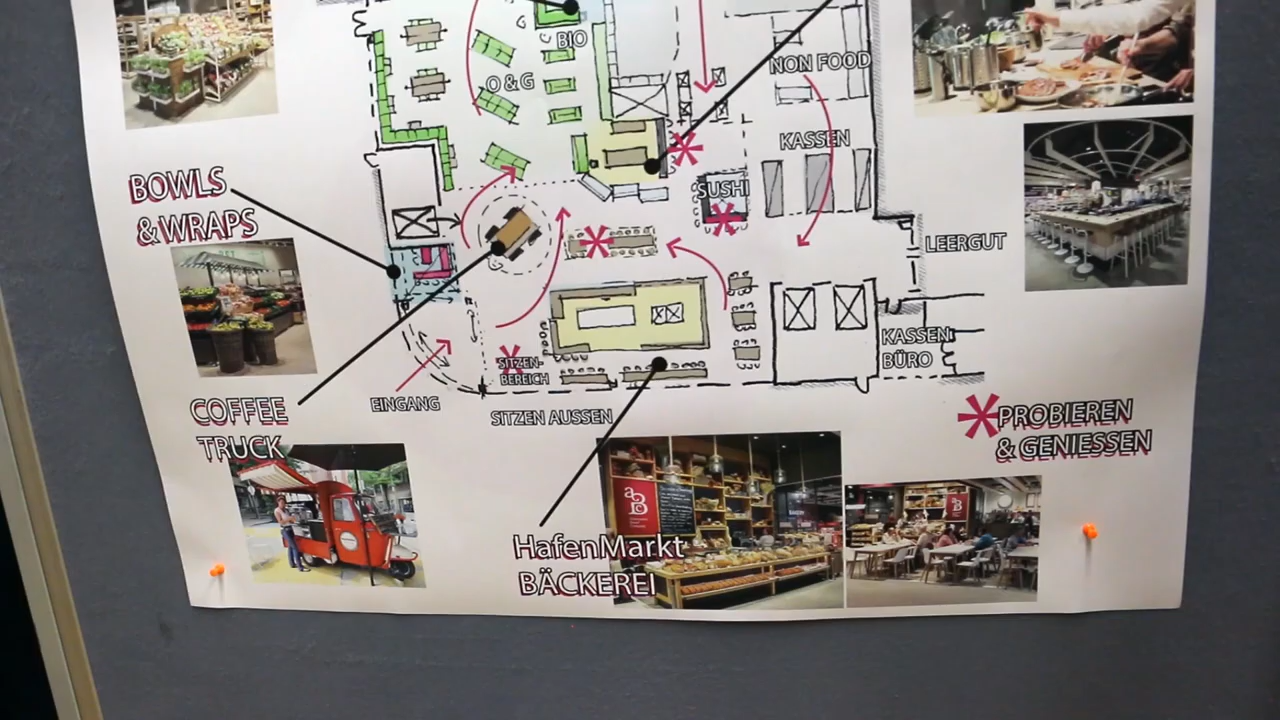 BIO
O & G
NON FOOD
KASSEN
SUSHI
BOWLS
& WRAPS
LEERGUT
KASSEN
BÜRO
SITZEN-
BEREICH
EINGANG
SITZEN AUSSEN
COFFEE
TRUCK
PROBIEREN
& GENIESSEN
HafenMarkt
BÄCKEREI